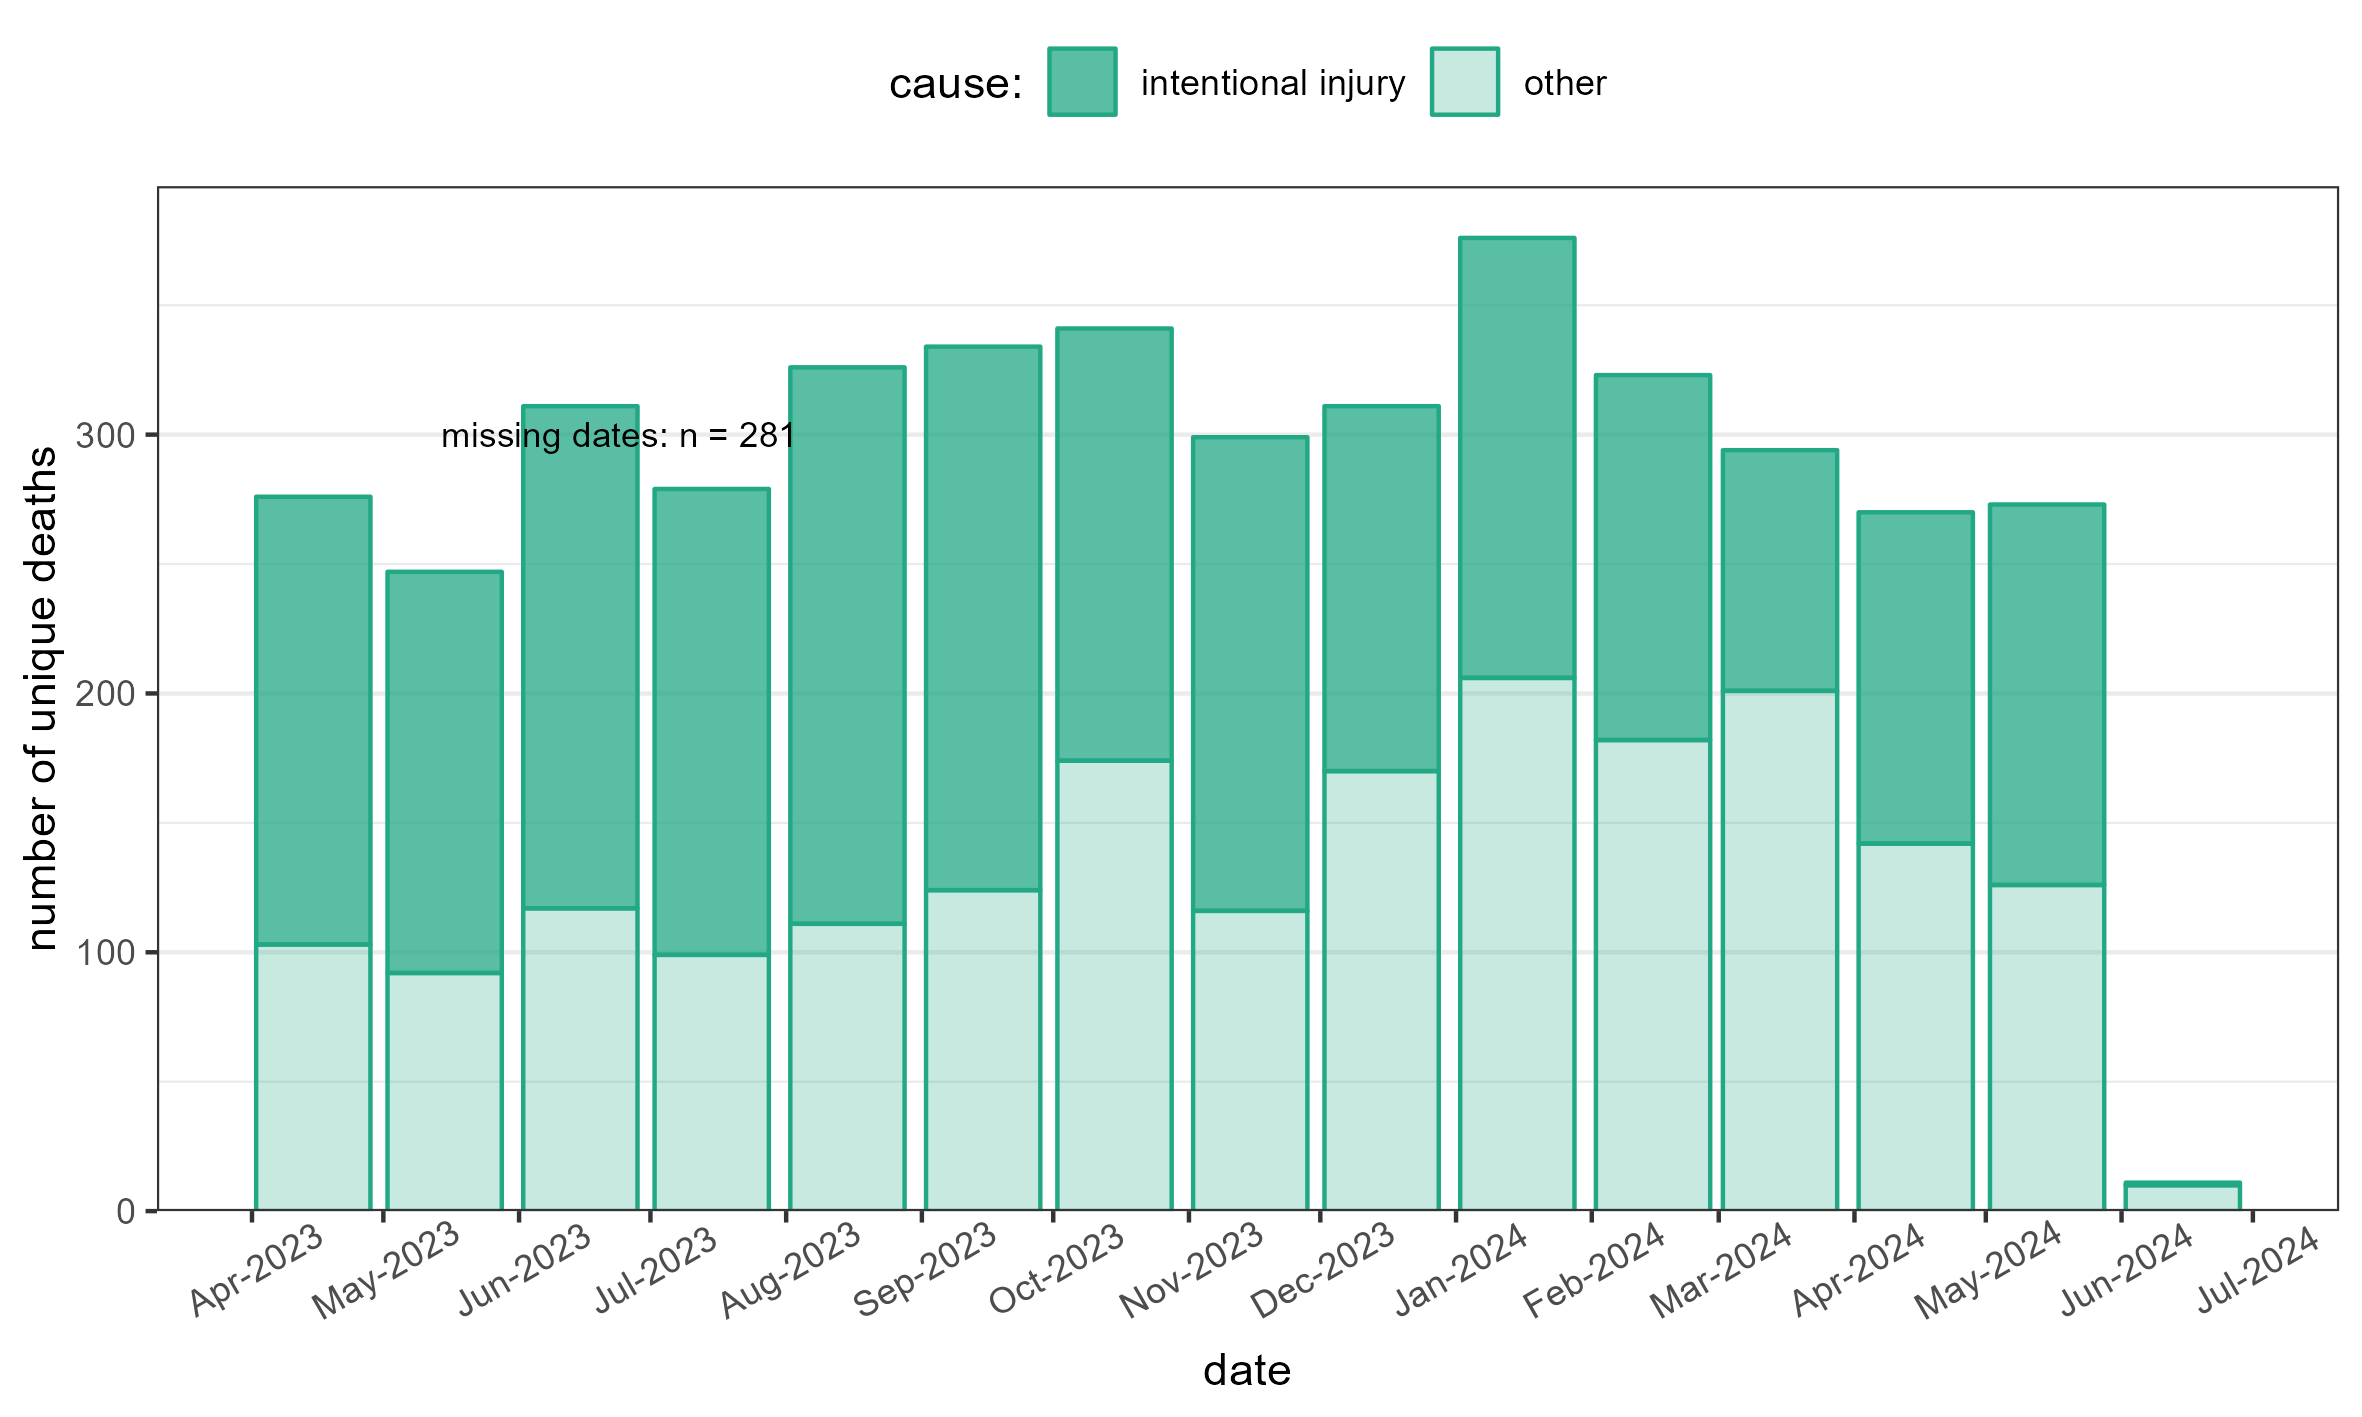 cause: intentional injury other
missing dates: n = 281
number of unique deaths
300
200
100
0
Apr-2023
May-2023
Jun-2023
Jul-2023
Aug-2023
Sep-2023
Oct-2023
Nov-2023
Dec-2023
Jan-2024
Feb-2024
Mar-2024
Apr-2024
May-2024
Jun-2024
Jul-2024
date